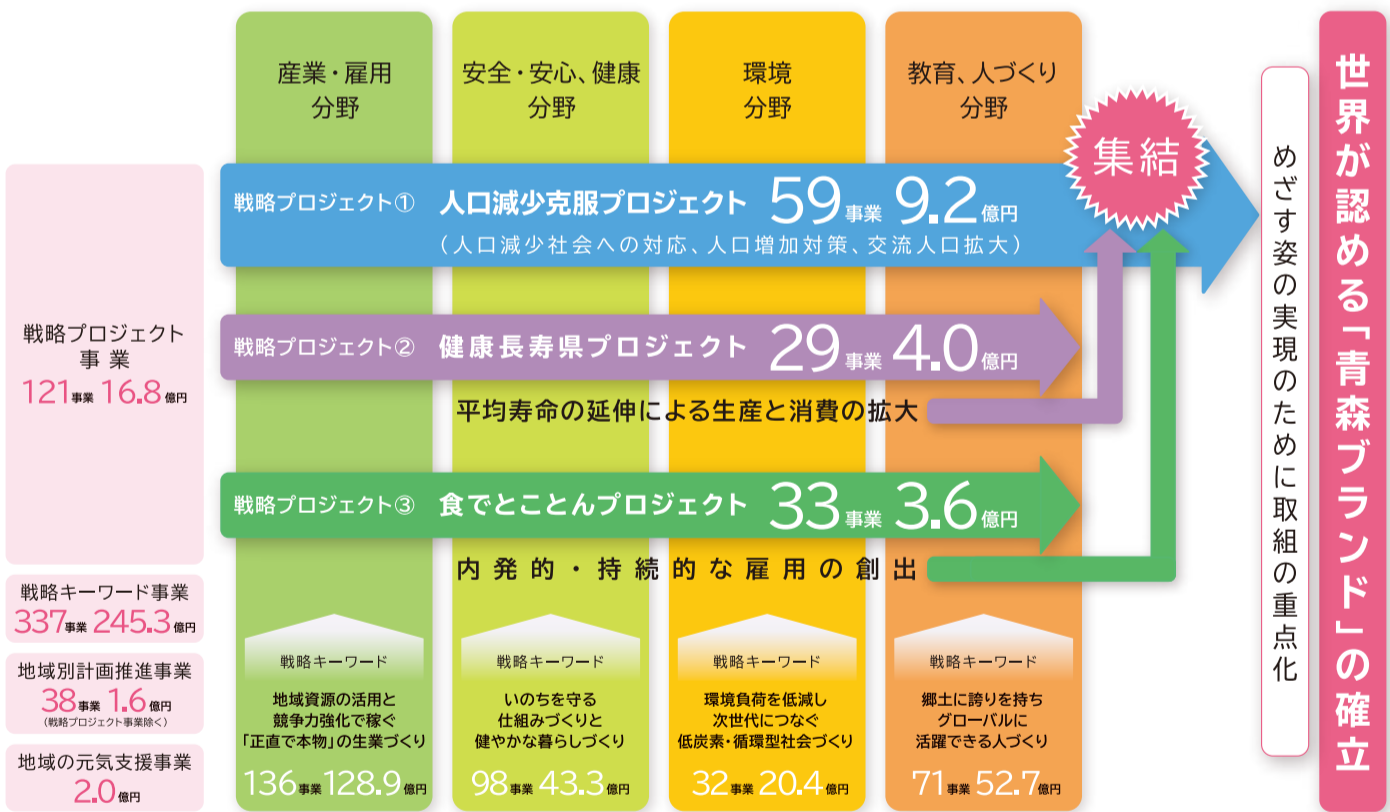 産業・雇用
分野
安全・安心、健康
分野
環境
分野
教育、人づくり
分野
戦略プロジェクト
事業
121事業 16.8億円
戦略キーワード事業
337事業 245.3億円
地域別計画推進事業
38事業 1.6億円
(戦略プロジェクト事業除く)
地域の元気支援事業
2.0億円
戦略プロジェクト① 人口減少克服プロジェクト 59事業 9.2億円
(人口減少社会への対応、人口増加対策、交流人口拡大)
戦略プロジェクト② 健康長寿県プロジェクト 29事業 4.0億円
平均寿命の延伸による生産と消費の拡大
戦略プロジェクト③ 食でとことんプロジェクト 33事業 3.6億円
内発的・持続的な雇用の創出
集結
戦略キーワード
地域資源の活用と
競争力強化で稼ぐ
「正直で本物」の生業づくり
136事業128.9億円
戦略キーワード
いのちを守る
仕組みづくりと
健やかな暮らしづくり
98事業 43.3億円
戦略キーワード
環境負荷を低減し
次世代につなぐ
低炭素・循環型社会づくり
32事業 20.4億円
戦略キーワード
郷土に誇りを持ち
グローバルに
活躍できる人づくり
71事業 52.7億円
めざす姿の実現のために取組の重点化
世界が認める「青森ブランド」の確立